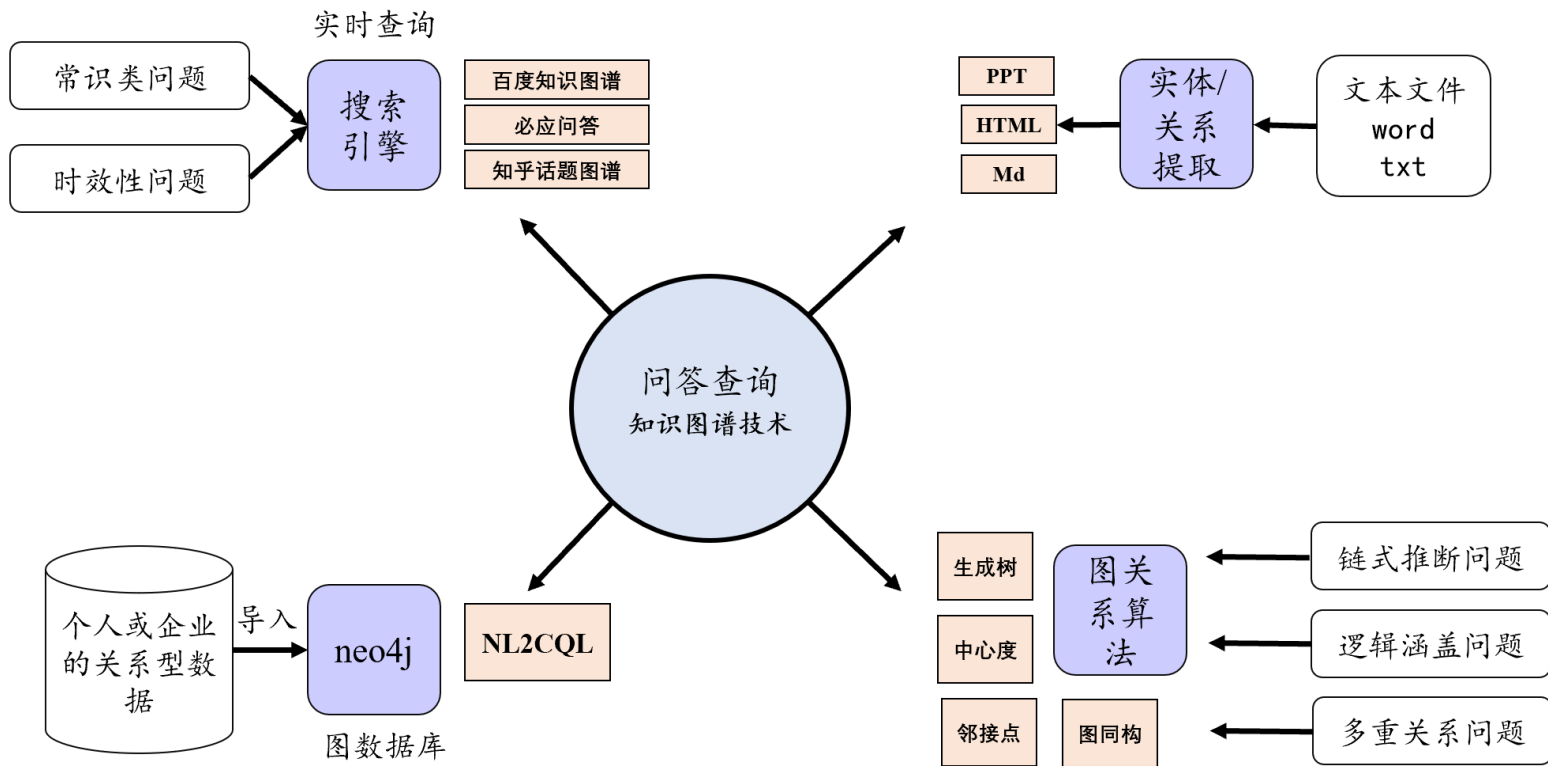 实时查询
常识类问题
时效性问题
搜索
引擎
百度知识图谱
必应问答
知乎话题图谱
PPT
HTML
Md
实体/
关系
提取
文本文件
word
txt
问答查询
知识图谱技术
个人或企业
的关系型数
据
导入
neo4j
图数据库
NL2CQL
生成树
中心度
邻接点
图同构
图关
系算
法
链式推断问题
逻辑涵盖问题
多重关系问题